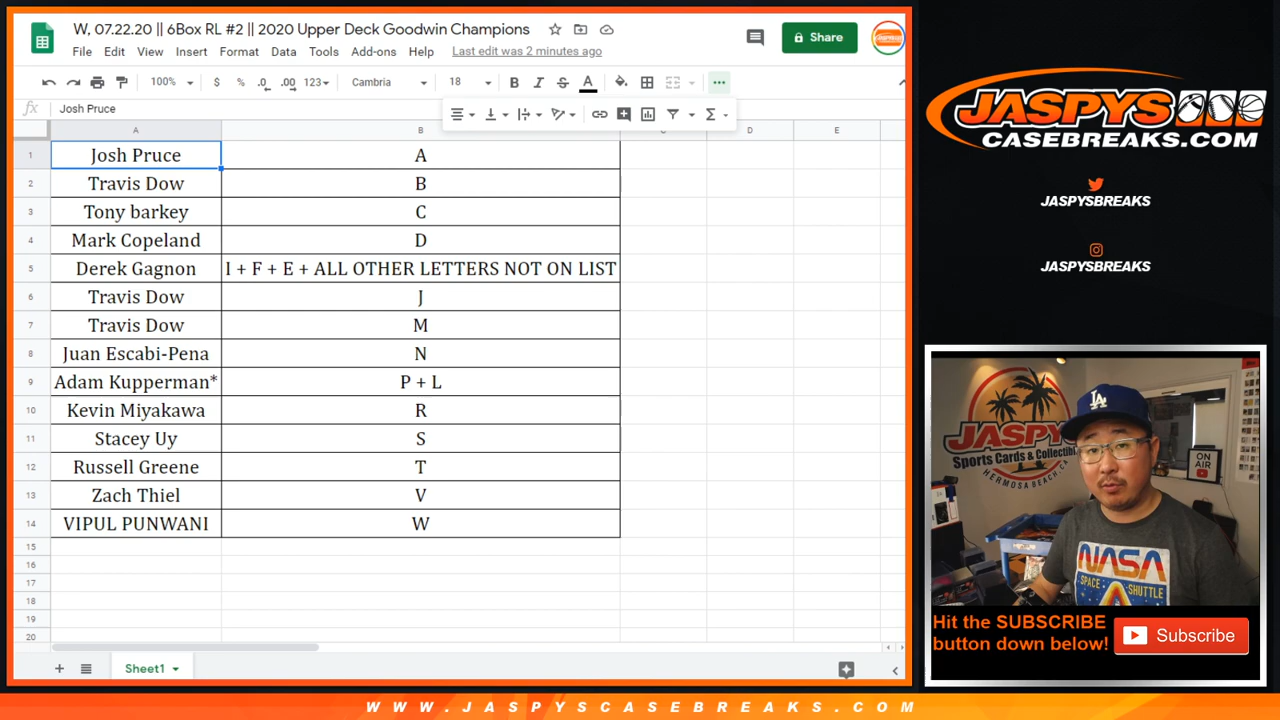 W, 07.22.20 || 6Box RL #2 || 2020 Upper Deck Goodwin Champions
Share
File Edit View Insert Format Data Tools Add-ons Help Last edit was 2 minutes ago
100% $ % .0 .00 123 Cambria 18 B I S A
fx Josh Pruce
A B C D E
1 Josh Pruce A
2 Travis Dow B
3 Tony barkey C
4 Mark Copeland D
5 Derek Gagnon I + F + E + ALL OTHER LETTERS NOT ON LIST
6 Travis Dow J
7 Travis Dow M
8 Juan Escabi-Pena N
9 Adam Kupperman* P + L
10 Kevin Miyakawa R
11 Stacey Uy S
12 Russell Greene T
13 Zach Thiel V
14 VIPUL PUNWANI W
15
16
17
18
19
20
Sheet1
JASPYS
CASEBREAKS.COM
JASPYSBREAKS
JASPYSBREAKS
JASPYS
Sports Cards & Collectibl
HERMOSA BEACH, CA
ON
AIR
LA
NASA
SPACE SHUTTLE
Hit the SUBSCRIBE
button down below!
Subscribe
WWW.JASPYSCASEBREAKS.COM